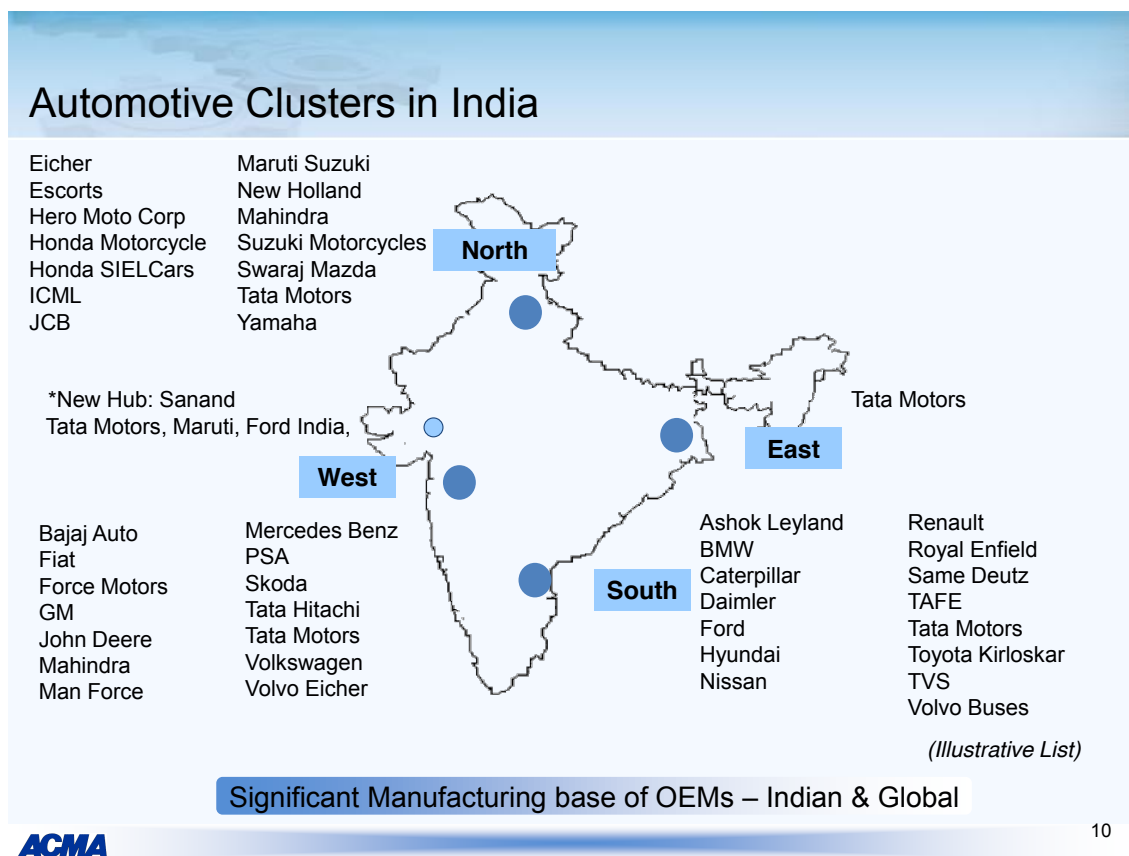 Automotive Clusters in India
Eicher
Escorts
Hero Moto Corp
Honda Motorcycle
Honda SIELCars
ICML
JCB
Maruti Suzuki
New Holland
Mahindra
Suzuki Motorcycles
Swaraj Mazda
Tata Motors
Yamaha
North
*New Hub: Sanand
Tata Motors, Maruti, Ford India,
Tata Motors
East
West
Bajaj Auto
Fiat
Force Motors
GM
John Deere
Mahindra
Man Force
Mercedes Benz
PSA
Skoda
Tata Hitachi
Tata Motors
Volkswagen
Volvo Eicher
South
Ashok Leyland
BMW
Caterpillar
Daimler
Ford
Hyundai
Nissan
Renault
Royal Enfield
Same Deutz
TAFE
Tata Motors
Toyota Kirloskar
TVS
Volvo Buses
(Illustrative List)
Significant Manufacturing base of OEMs – Indian & Global
ACMA
10